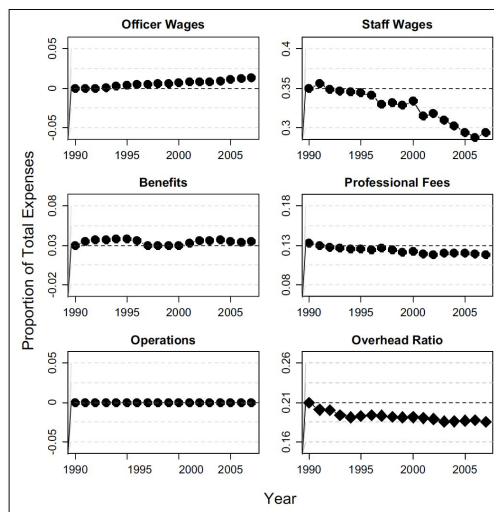 Officer Wages
0.05
0
-0.05
1990 1995 2000 2005
Staff Wages
0.4
0.35
0.3
1990 1995 2000 2005
Benefits
0.08
0.03
-0.02
1990 1995 2000 2005
Professional Fees
0.18
0.13
0.08
1990 1995 2000 2005
Operations
0.05
0
-0.05
1990 1995 2000 2005
Overhead Ratio
0.26
0.21
0.16
1990 1995 2000 2005
Proportion of Total Expenses
Year